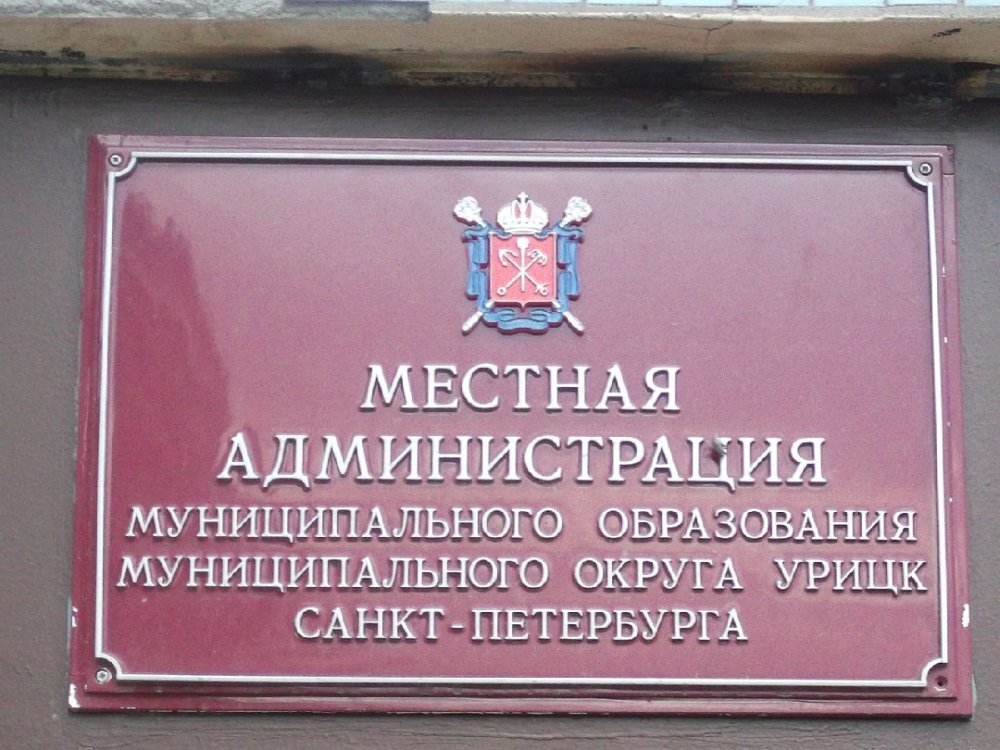 МЕСТНАЯ
АДМИНИСТРАЦИЯ
МУНИЦИПАЛЬНОГО ОБРАЗОВАНИЯ
МУНИЦИПАЛЬНОГО ОКРУГА УРИЦК
САНКТ-ПЕТЕРБУРГА